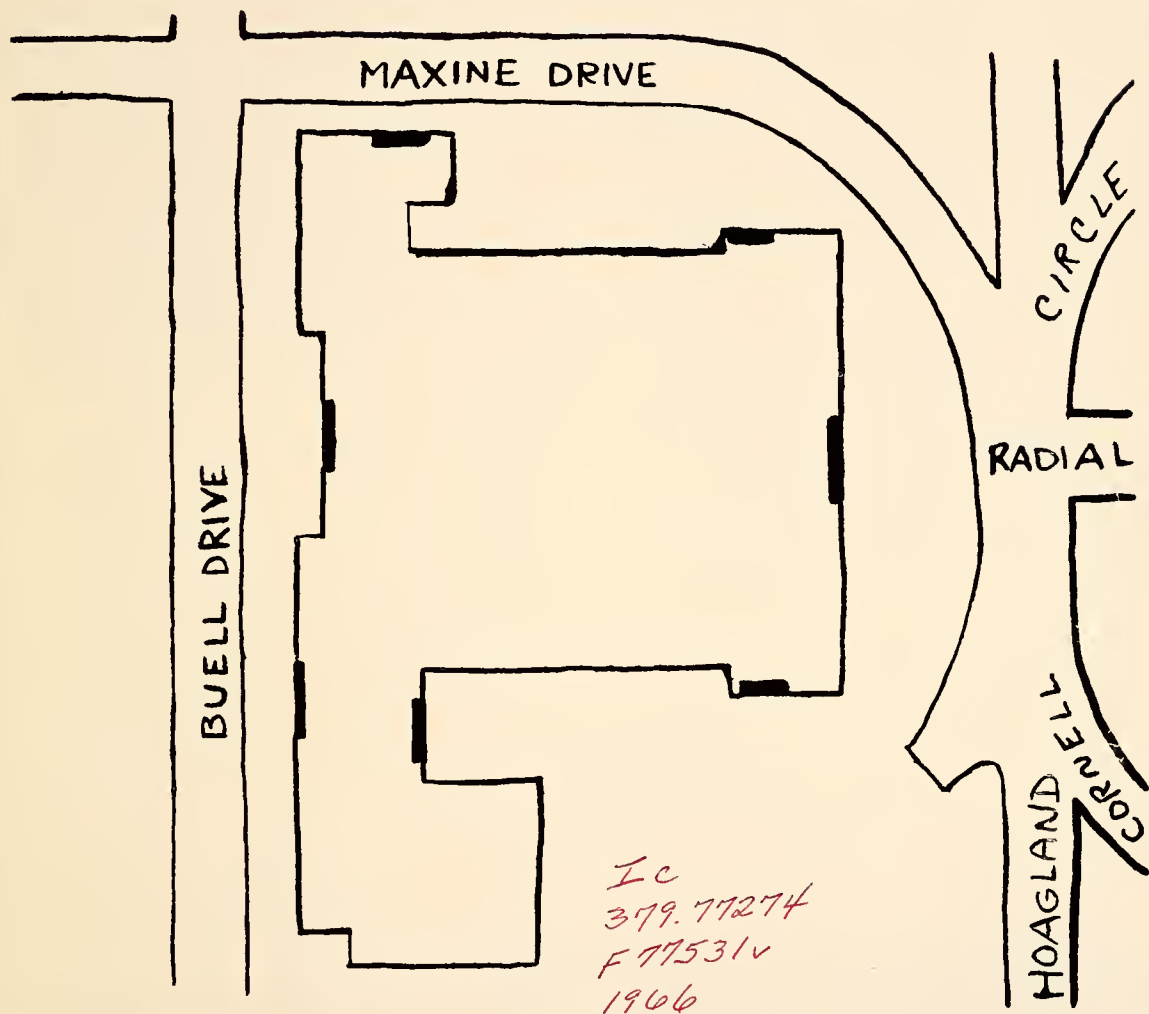 MAXINE DRIVE
CIRCLE
RADIAL
BUELL DRIVE
CORNELL
HOAGLAND
Ic
379.77274
F77531v
1966